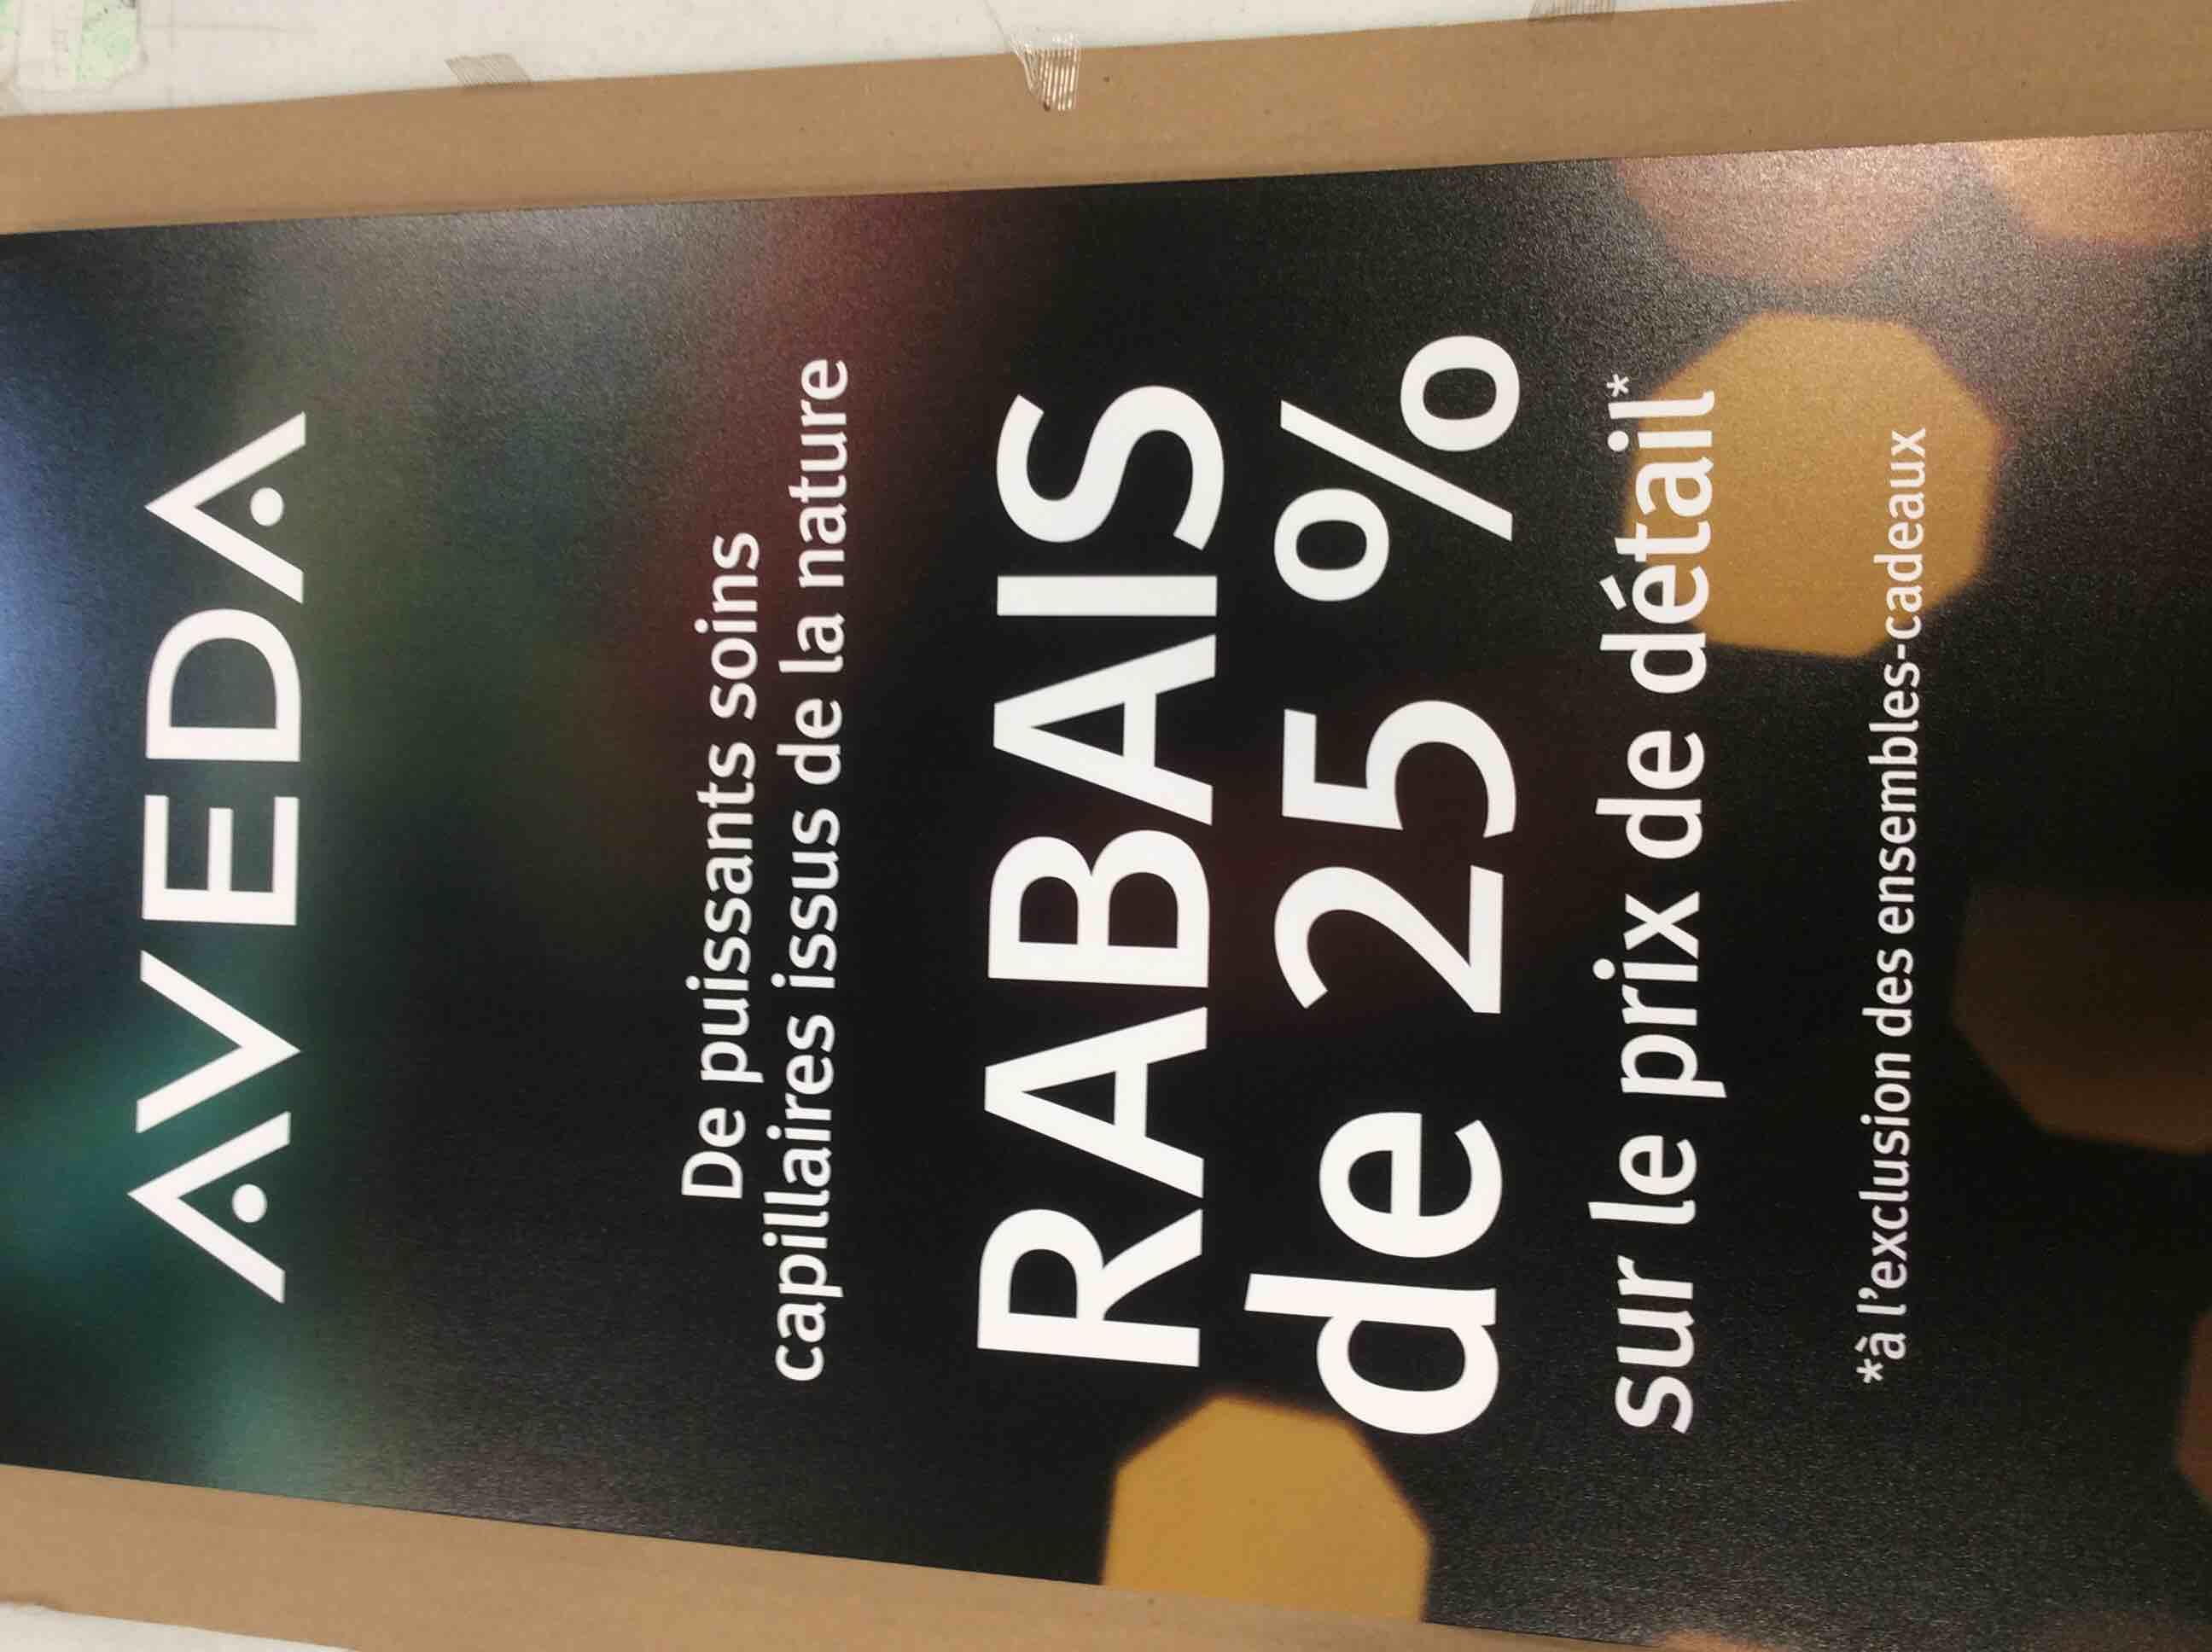 AVEDA
De puissants soins
capillaires issus de la nature
RABAIS
de 25 %
sur le prix de détail*
*à l'exclusion des ensembles-cadeaux